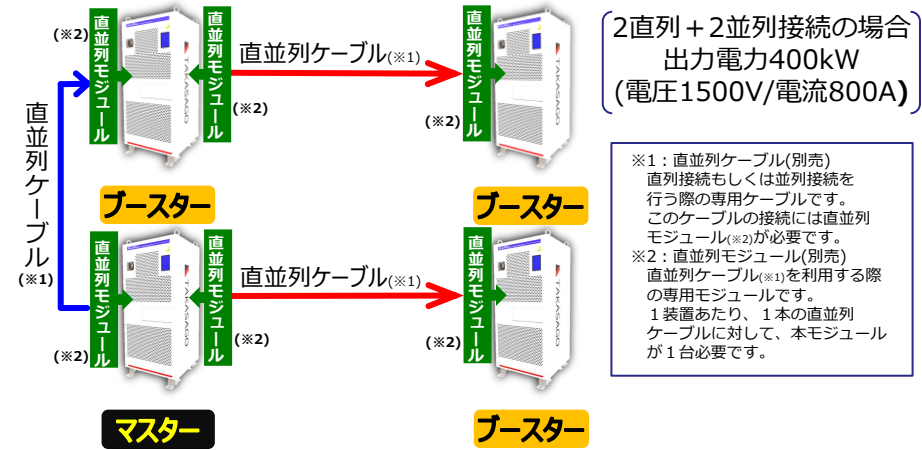 (※2)
直並列モジュール
TAKASAGO
直並列モジュール
(※2)
直並列ケーブル(※1)
直並列モジュール
(※2)
TAKASAGO
ブースター
ブースター
直並列ケーブル
(※1)
直並列モジュール
(※2)
TAKASAGO
直並列モジュール
(※2)
直並列ケーブル(※1)
直並列モジュール
(※2)
TAKASAGO
マスター
ブースター
2直列+2並列接続の場合
出力電力400kW
(電圧1500V/電流800A)
※1:直並列ケーブル(別売)
直列接続もしくは並列接続を
行う際の専用ケーブルです。
このケーブルの接続には直並列
モジュール(※2)が必要です。
※2:直並列モジュール(別売)
直並列ケーブル(※1)を利用する際
の専用モジュールです。
1装置あたり、1本の直並列
ケーブルに対して、本モジュール
が1台必要です。